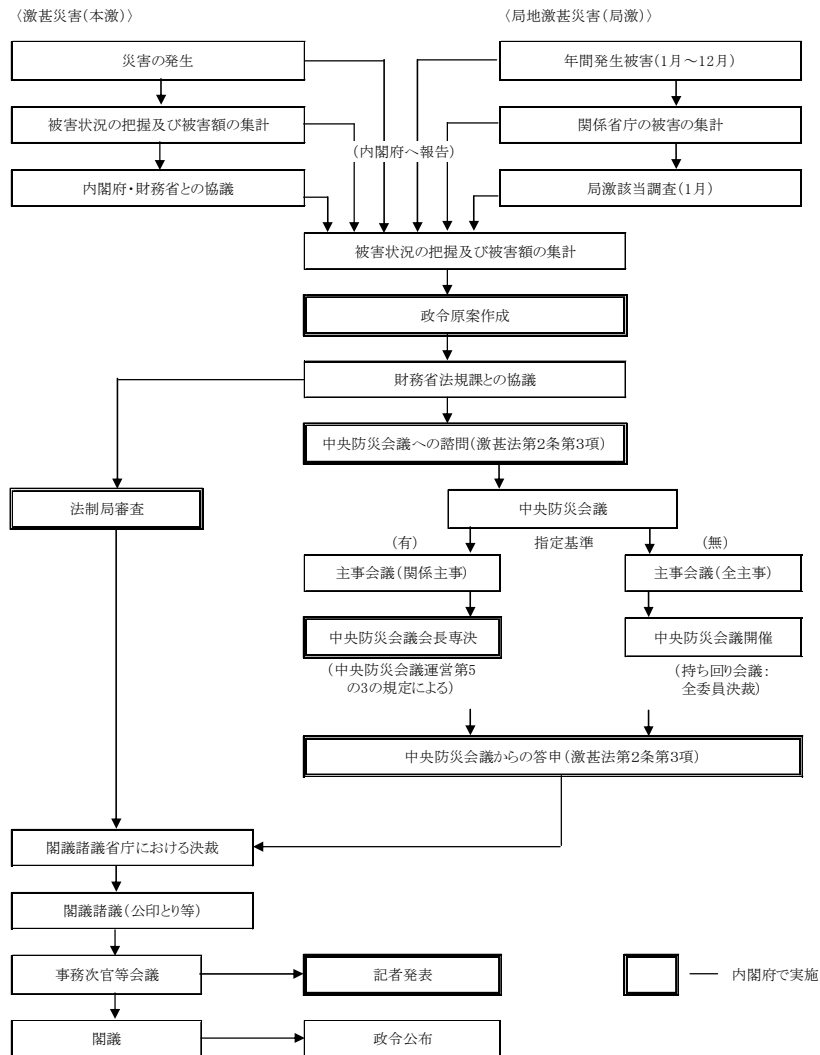 〈激甚災害(本激)〉
〈局地激甚災害(局激)〉
災害の発生
年間発生被害(1月～12月)
被害状況の把握及び被害額の集計
関係省庁の被害の集計
(内閣府へ報告)
内閣府・財務省との協議
局激該当調査(1月)
被害状況の把握及び被害額の集計
政令原案作成
財務省法規課との協議
中央防災会議への諮問(激甚法第2条第3項)
法制局審査
中央防災会議
(有)
指定基準
(無)
主事会議(関係主事)
主事会議(全主事)
中央防災会議会長専決
中央防災会議開催
(中央防災会議運営第5
の3の規定による)
(持ち回り会議:
全委員決裁)
中央防災会議からの答申(激甚法第2条第3項)
閣議諸議省庁における決裁
閣議諸議(公印とり等)
事務次官等会議
記者発表
内閣府で実施
閣議
政令公布